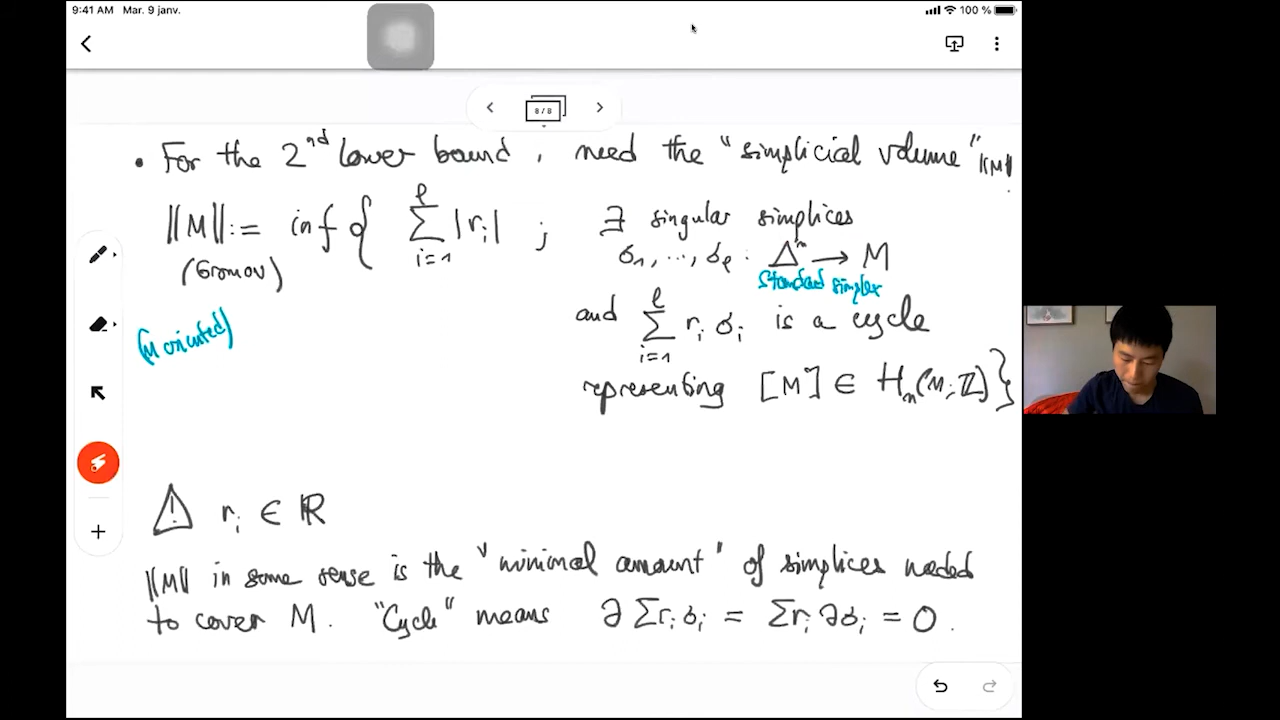 9:41 AM Mar. 9 janv.
100 %
8/8
• For the 2nd lower bound, need the "simplicial volume" ||M||
||M|| := inf { \sum_{i=1}^{ℓ} |r_i| ; ∃ singular simplices
(Gromov) σ_1, ..., σ_ℓ : Δ^n → M
standard simplex
(M oriented) and \sum_{i=1}^{ℓ} r_i σ_i is a cycle
representing [M] ∈ H_n(M; ℤ) }
⚠ r_i ∈ ℝ
||M|| in some sense is the "minimal amount" of simplices needed
to cover M. "Cycle" means ∂ Σ r_i σ_i = Σ r_i ∂σ_i = 0.